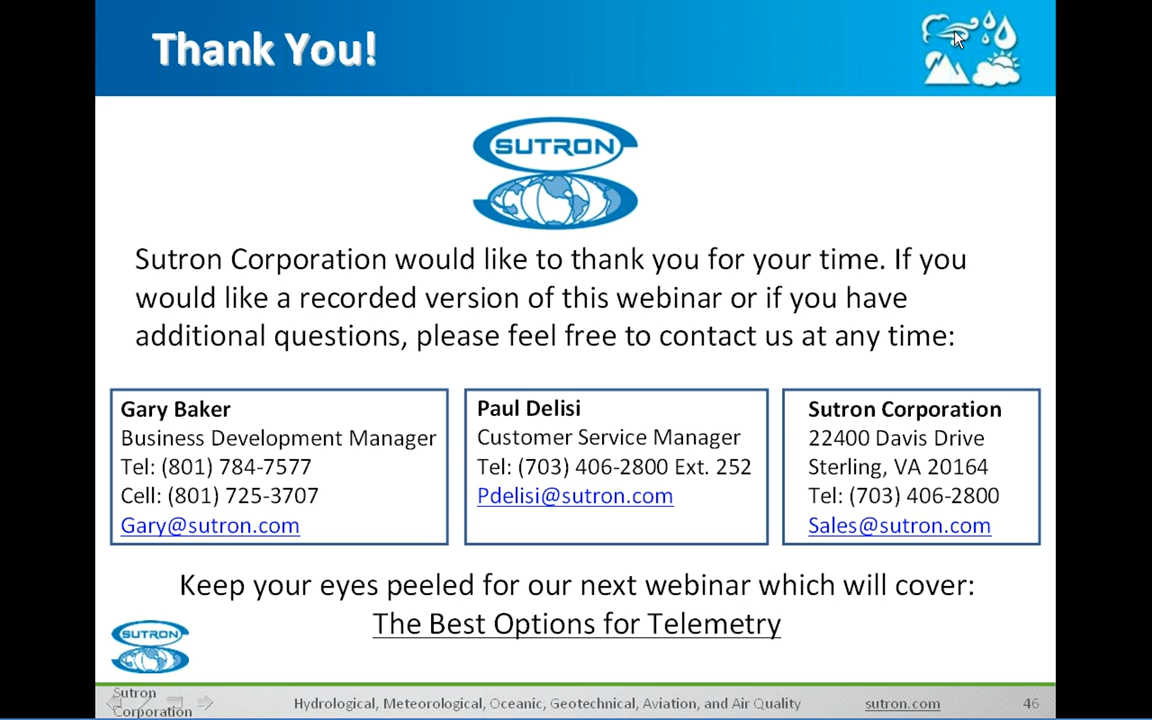 Thank You!
SUTRON
Sutron Corporation would like to thank you for your time. If you
would like a recorded version of this webinar or if you have
additional questions, please feel free to contact us at any time:
Gary Baker
Business Development Manager
Tel: (801) 784-7577
Cell: (801) 725-3707
Gary@sutron.com
Paul Delisi
Customer Service Manager
Tel: (703) 406-2800 Ext. 252
Pdelisi@sutron.com
Sutron Corporation
22400 Davis Drive
Sterling, VA 20164
Tel: (703) 406-2800
Sales@sutron.com
Keep your eyes peeled for our next webinar which will cover:
The Best Options for Telemetry
SUTRON
Sutron
Corporation
Hydrological, Meteorological, Oceanic, Geotechnical, Aviation, and Air Quality
sutron.com
46